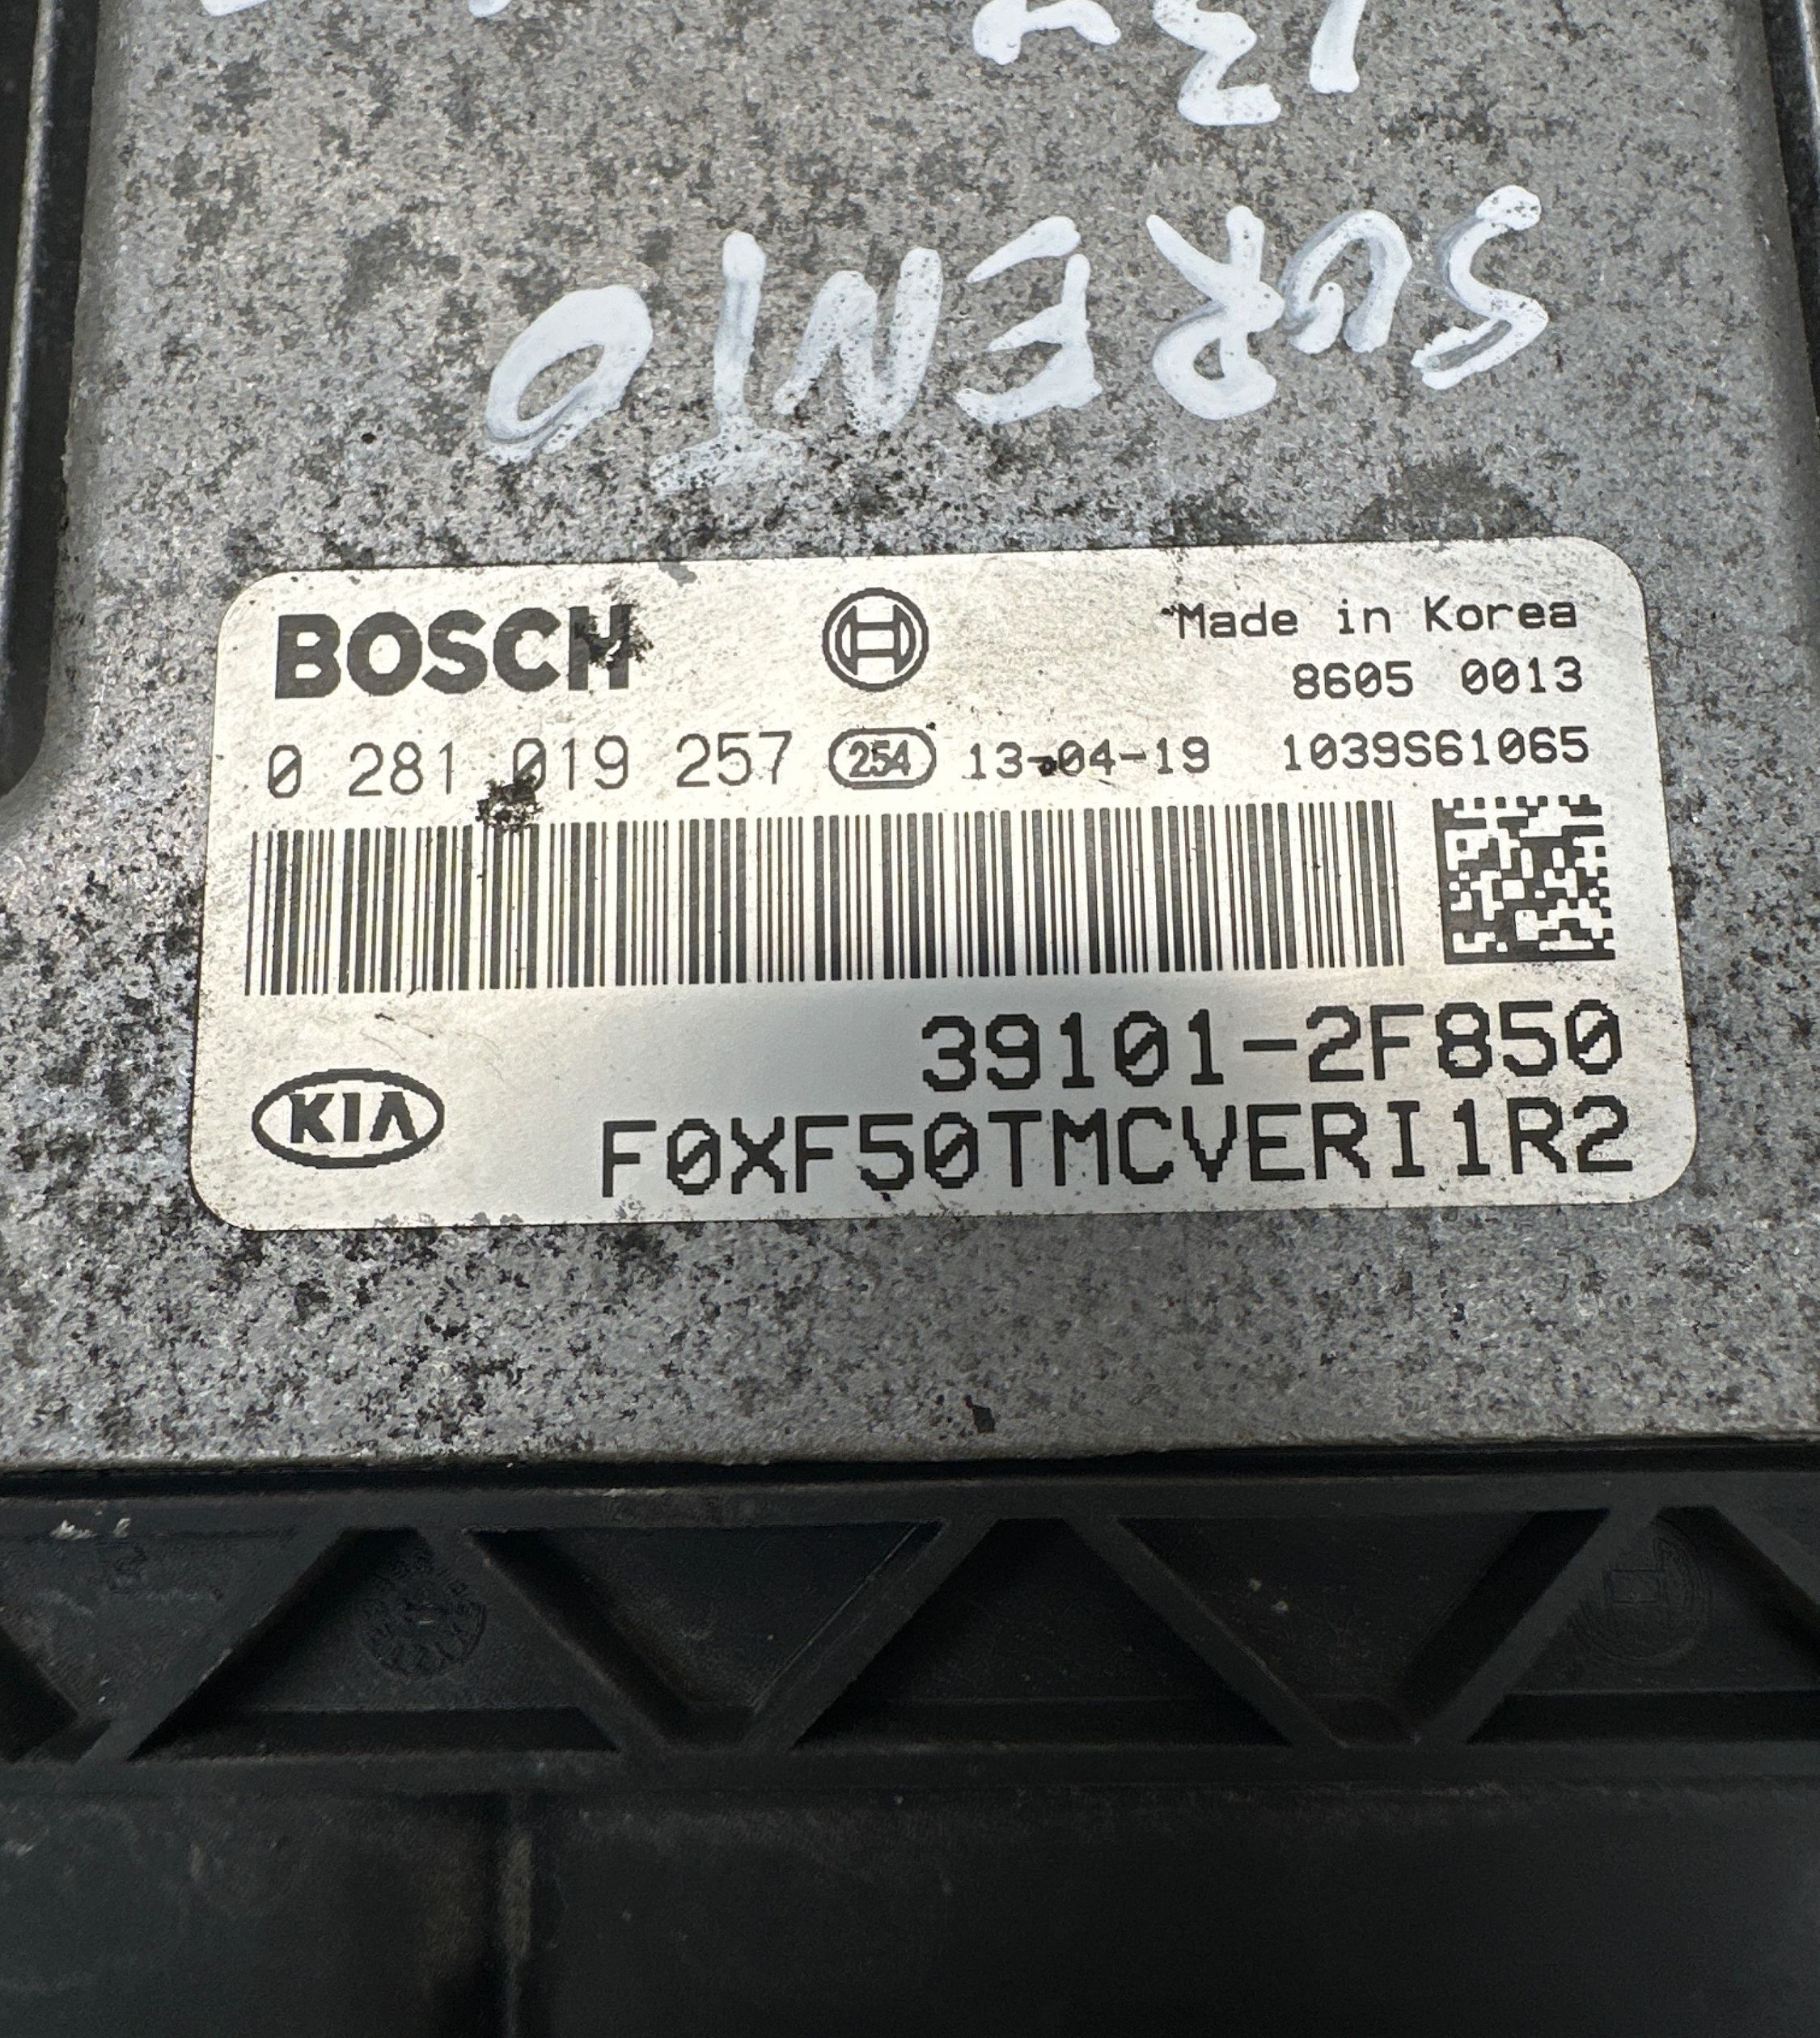 SORENTO
BOSCH Made in Korea
8605 0013
0 281 019 257 254 13-04-19 1039S61065
39101-2F850
KIA F0XF50TMCVERI1R2